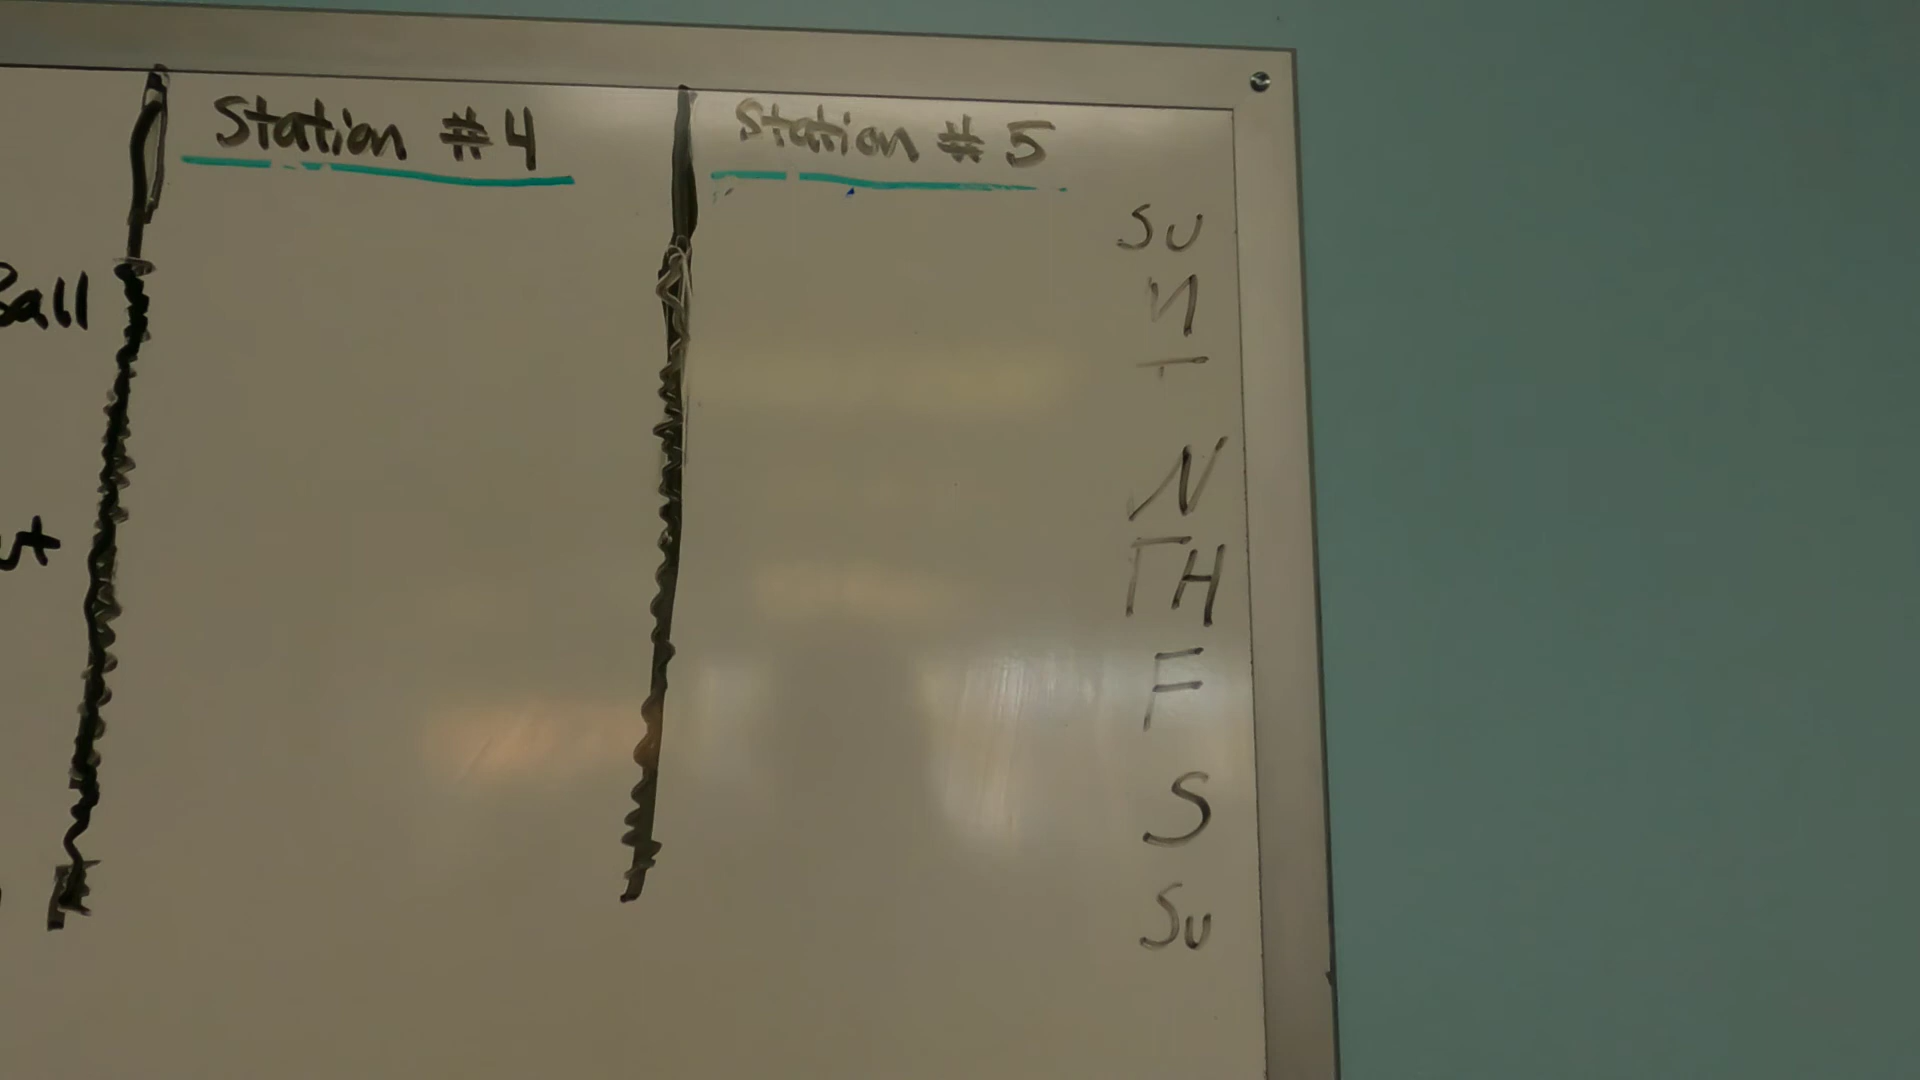 Station #4
Station #5
Ball
SU
M
T
TH
F
S
Su